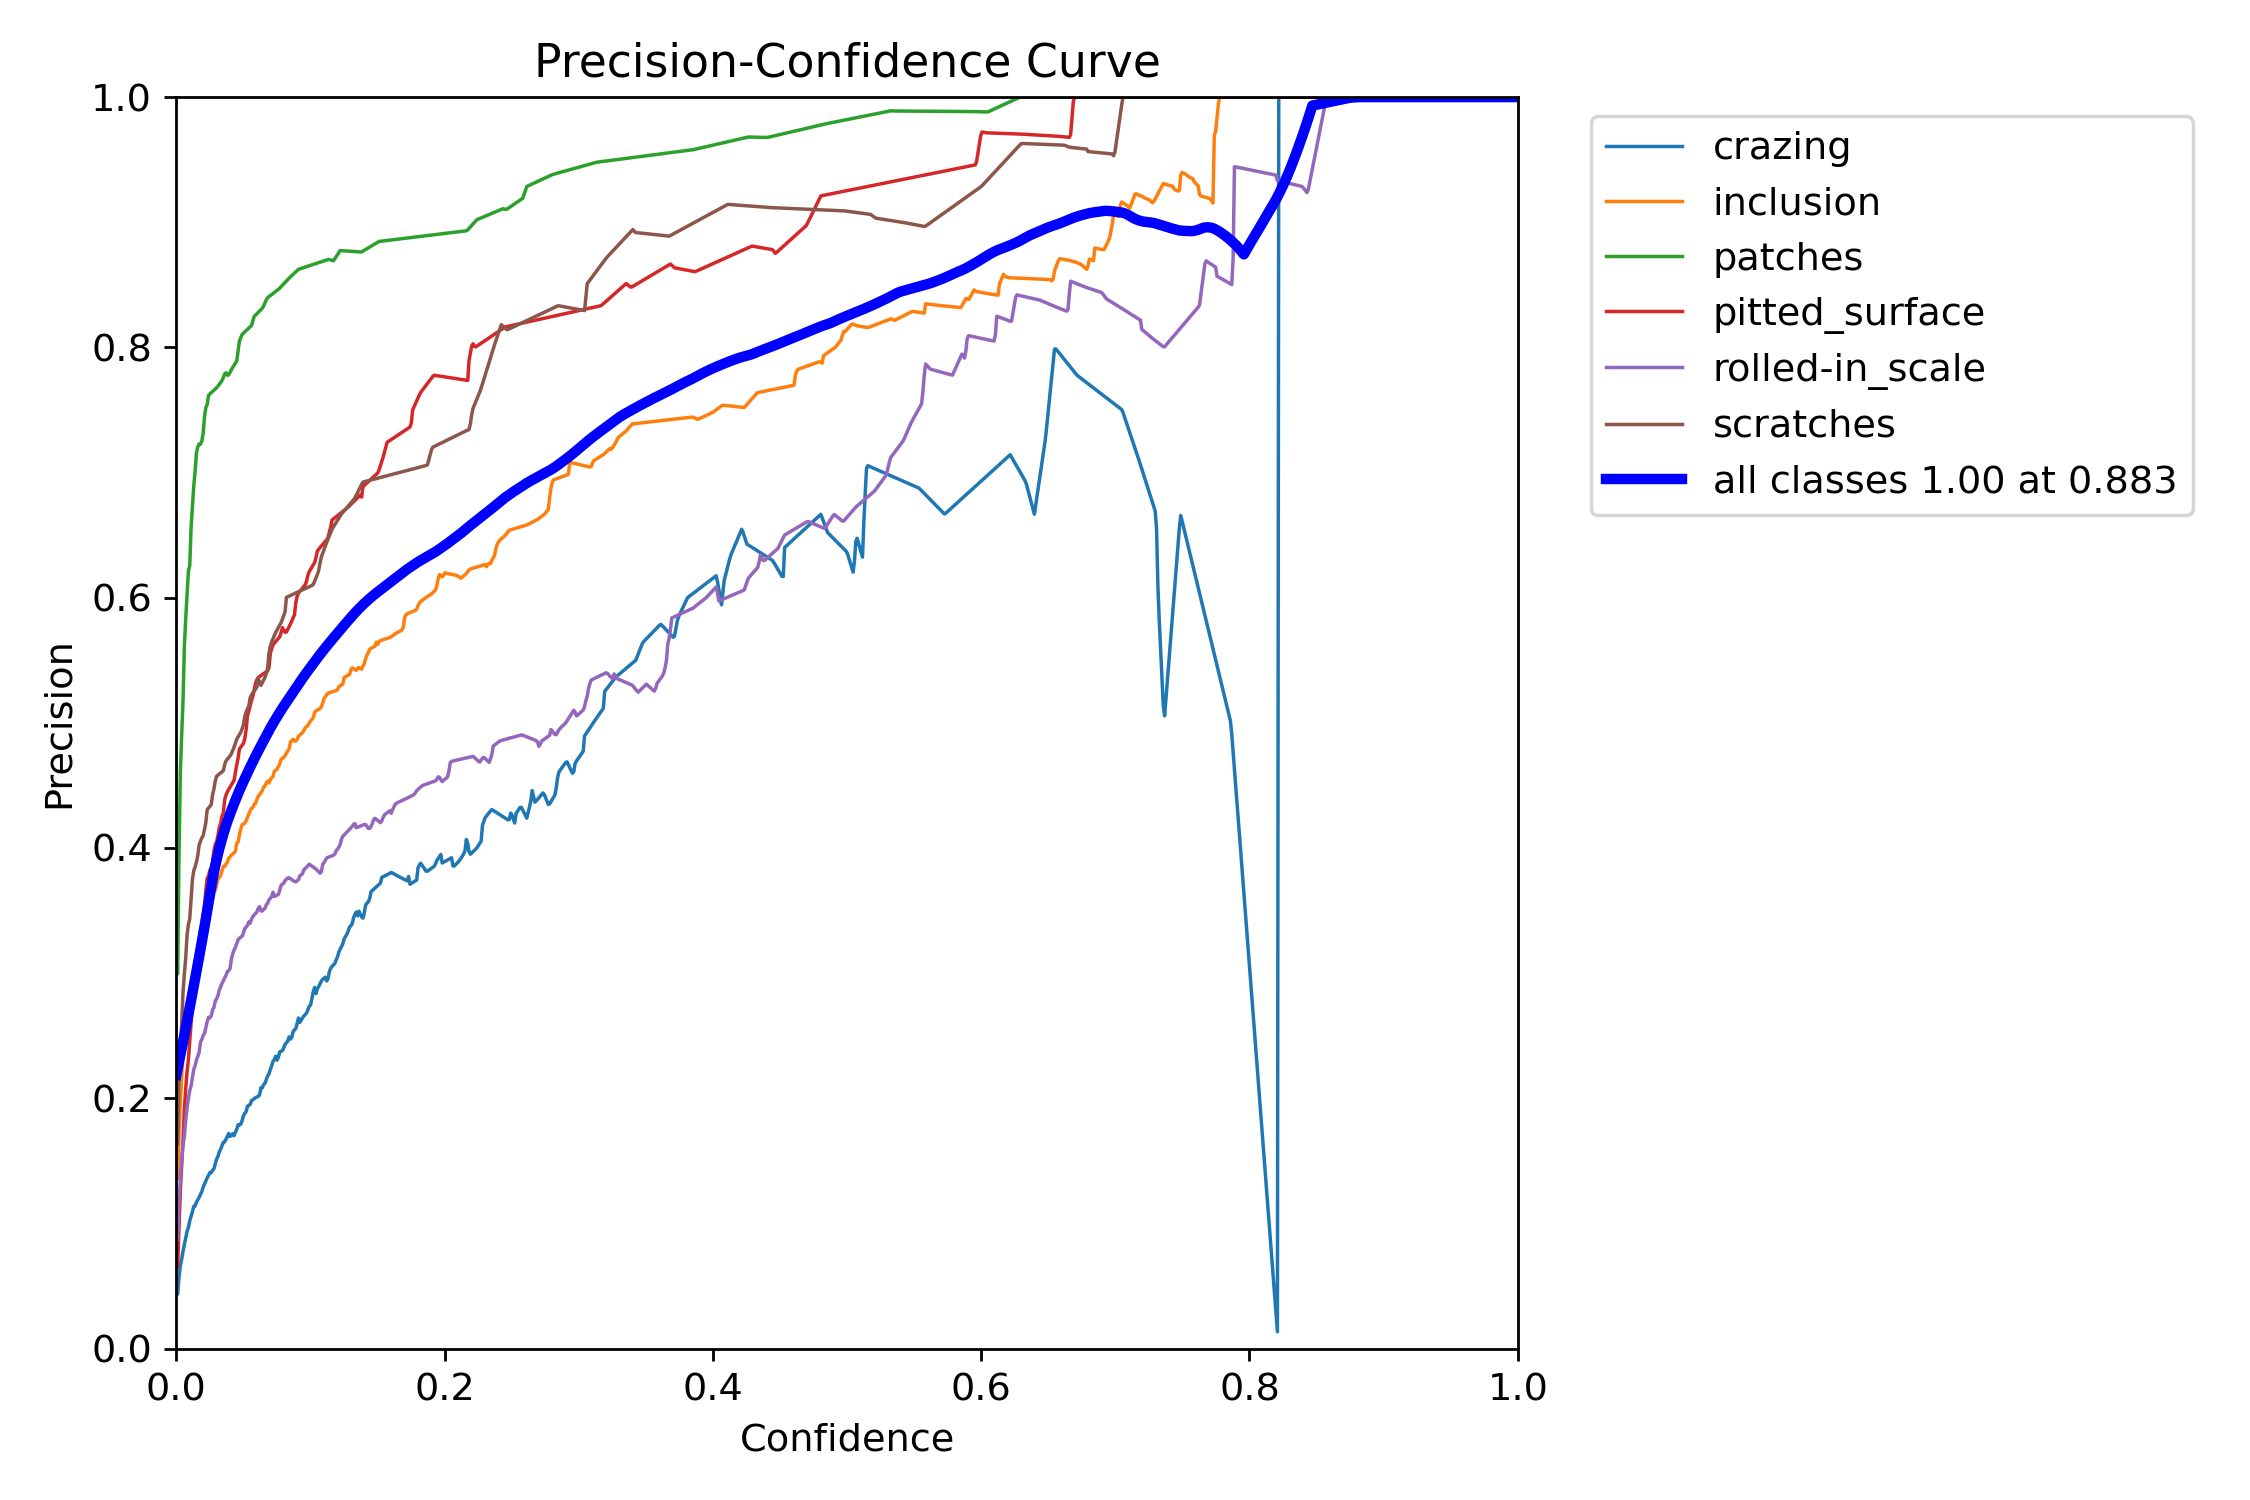 Precision-Confidence Curve
1.0
0.8
0.6
0.4
0.2
0.0
Precision
0.0 0.2 0.4 0.6 0.8 1.0
Confidence
crazing
inclusion
patches
pitted_surface
rolled-in_scale
scratches
all classes 1.00 at 0.883